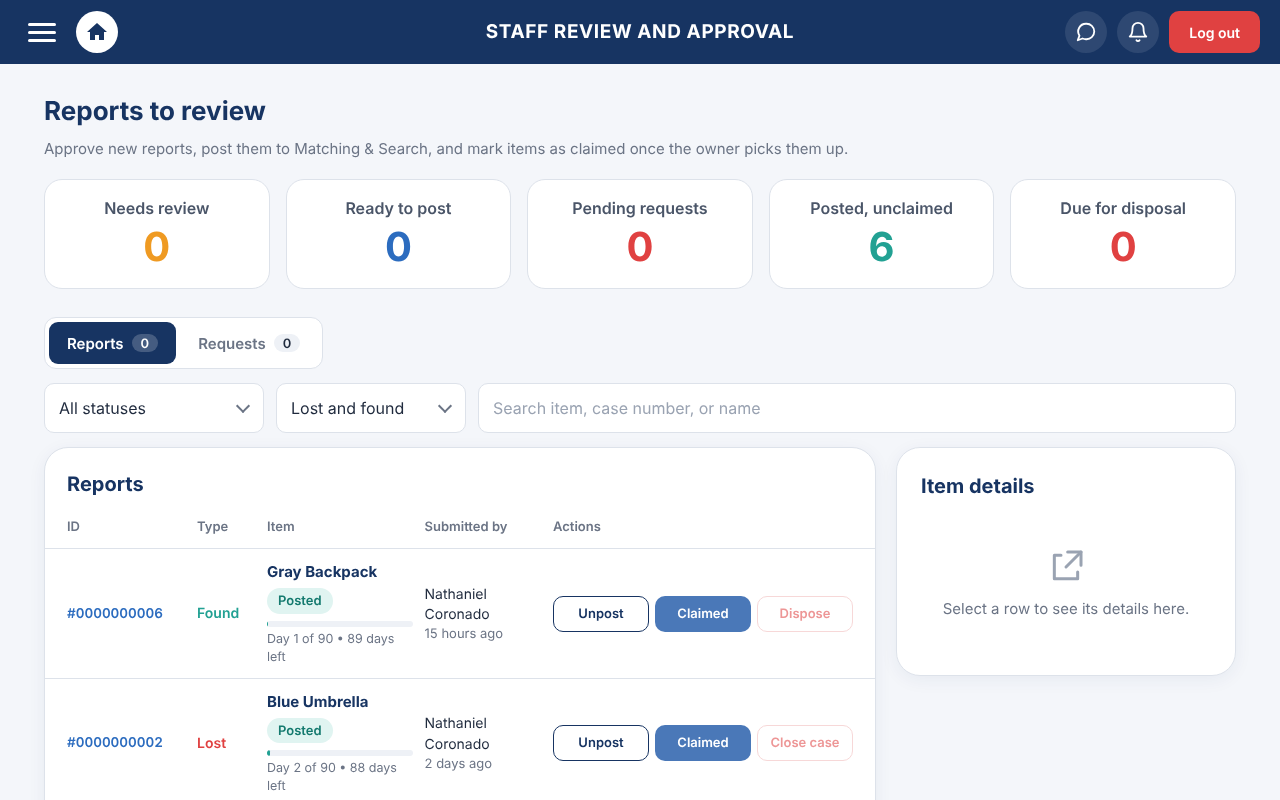 STAFF REVIEW AND APPROVAL
Log out
Reports to review
Approve new reports, post them to Matching & Search, and mark items as claimed once the owner picks them up.
Needs review
0
Ready to post
0
Pending requests
0
Posted, unclaimed
6
Due for disposal
0
Reports 0
Requests 0
All statuses
Lost and found
Search item, case number, or name
Reports
ID Type Item Submitted by Actions
#0000000006
Found
Gray Backpack
Posted
Day 1 of 90 • 89 days
left
Nathaniel
Coronado
15 hours ago
Unpost
Claimed
Dispose
#0000000002
Lost
Blue Umbrella
Posted
Day 2 of 90 • 88 days
left
Nathaniel
Coronado
2 days ago
Unpost
Claimed
Close case
Item details
Select a row to see its details here.